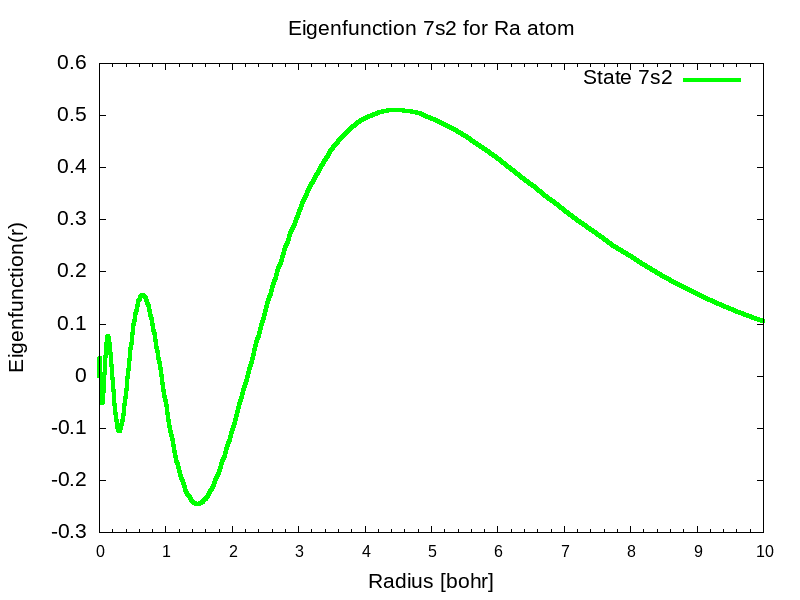 Eigenfunction 7s2 for Ra atom
State 7s2
Eigenfunction(r)
0.6
0.5
0.4
0.3
0.2
0.1
0
-0.1
-0.2
-0.3
0 1 2 3 4 5 6 7 8 9 10
Radius [bohr]